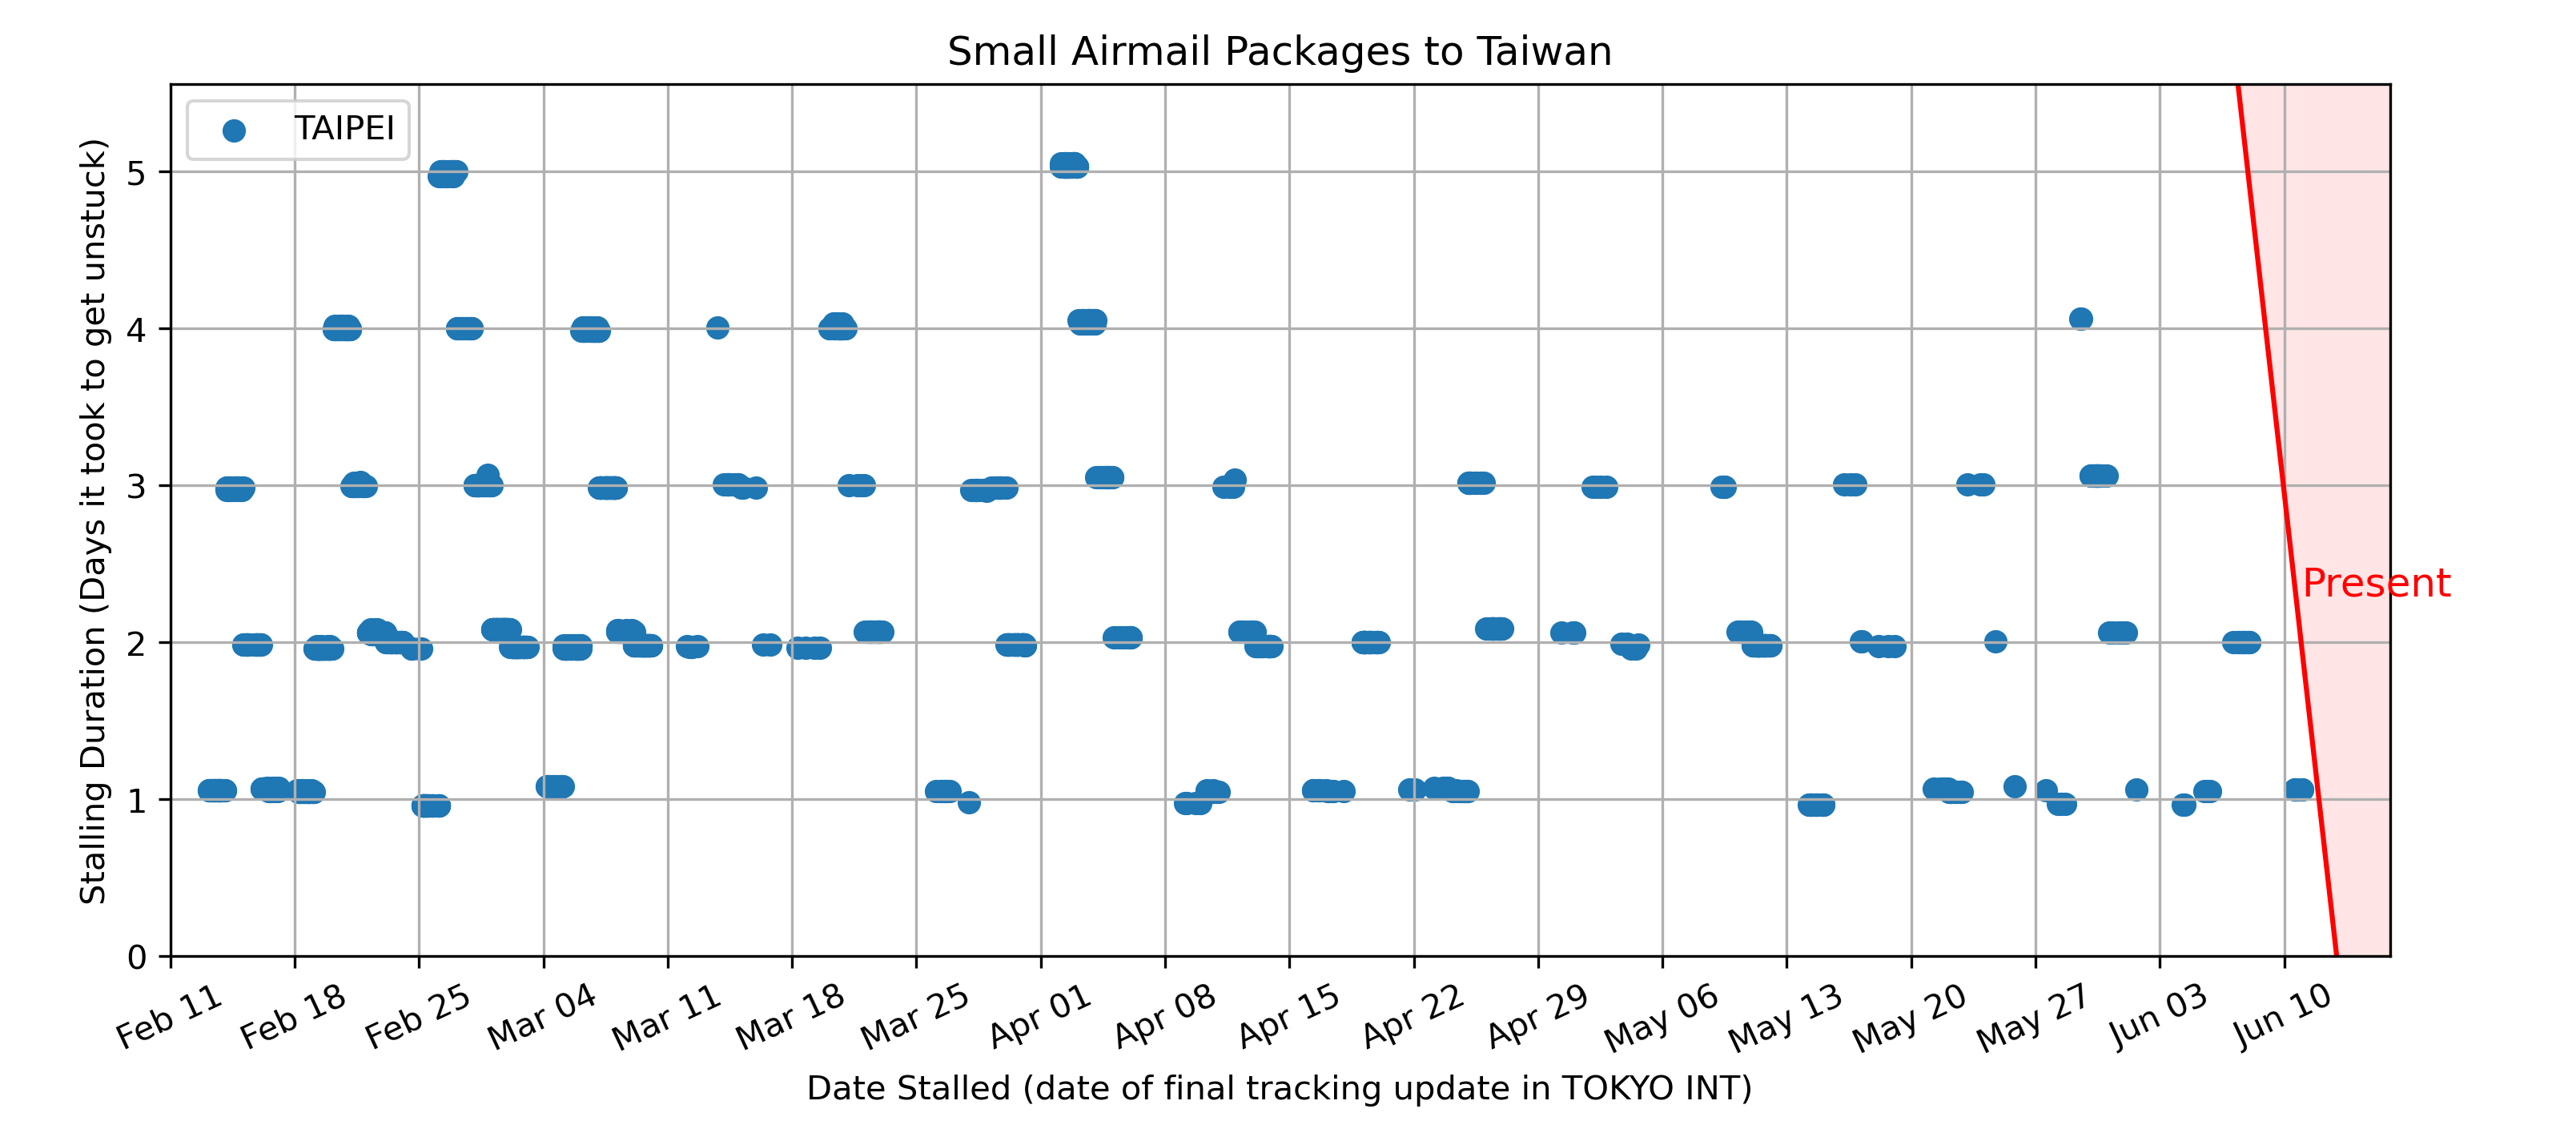 Small Airmail Packages to Taiwan
TAIPEI
Stalling Duration (Days it took to get unstuck)
5
4
3
2
1
0
Present
Feb 11
Feb 18
Feb 25
Mar 04
Mar 11
Mar 18
Mar 25
Apr 01
Apr 08
Apr 15
Apr 22
Apr 29
May 06
May 13
May 20
May 27
Jun 03
Jun 10
Date Stalled (date of final tracking update in TOKYO INT)